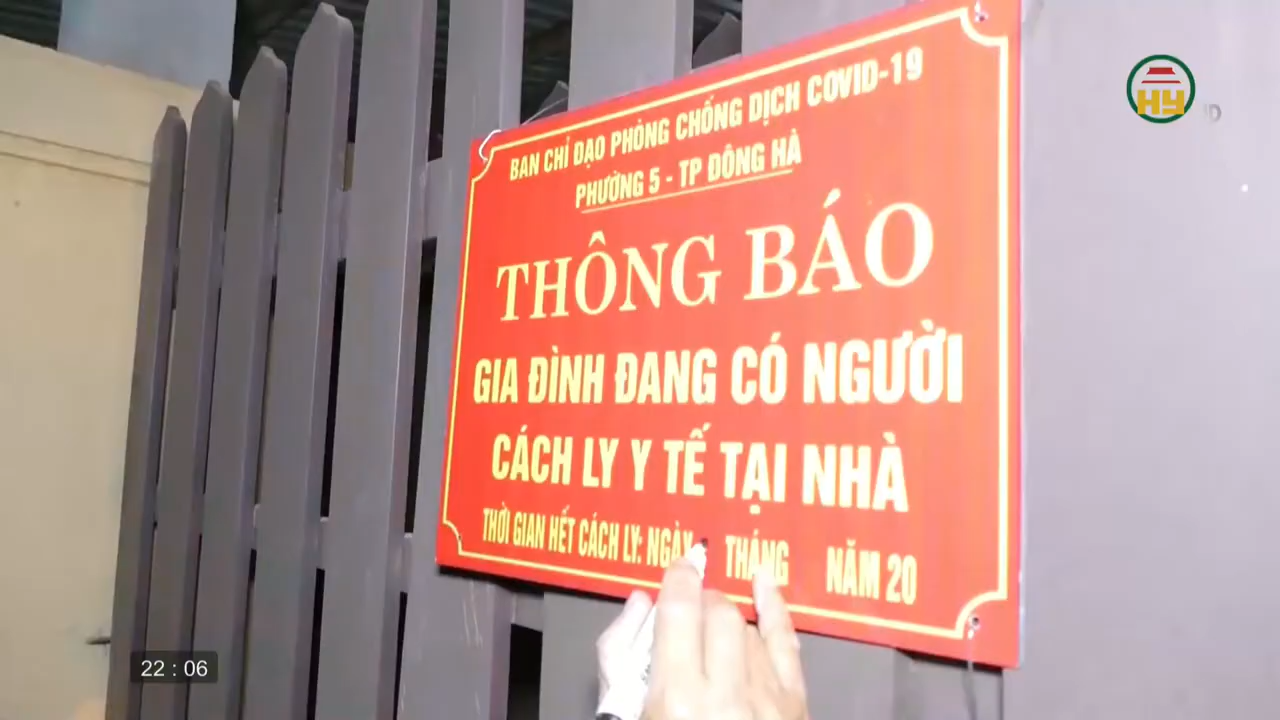 BAN CHỈ ĐẠO PHÒNG CHỐNG DỊCH COVID-19
PHƯỜNG 5 - TP ĐÔNG HÀ
THÔNG BÁO
GIA ĐÌNH ĐANG CÓ NGƯỜI
CÁCH LY Y TẾ TẠI NHÀ
THỜI GIAN HẾT CÁCH LY: NGÀY THÁNG NĂM 20
HY
22 : 06